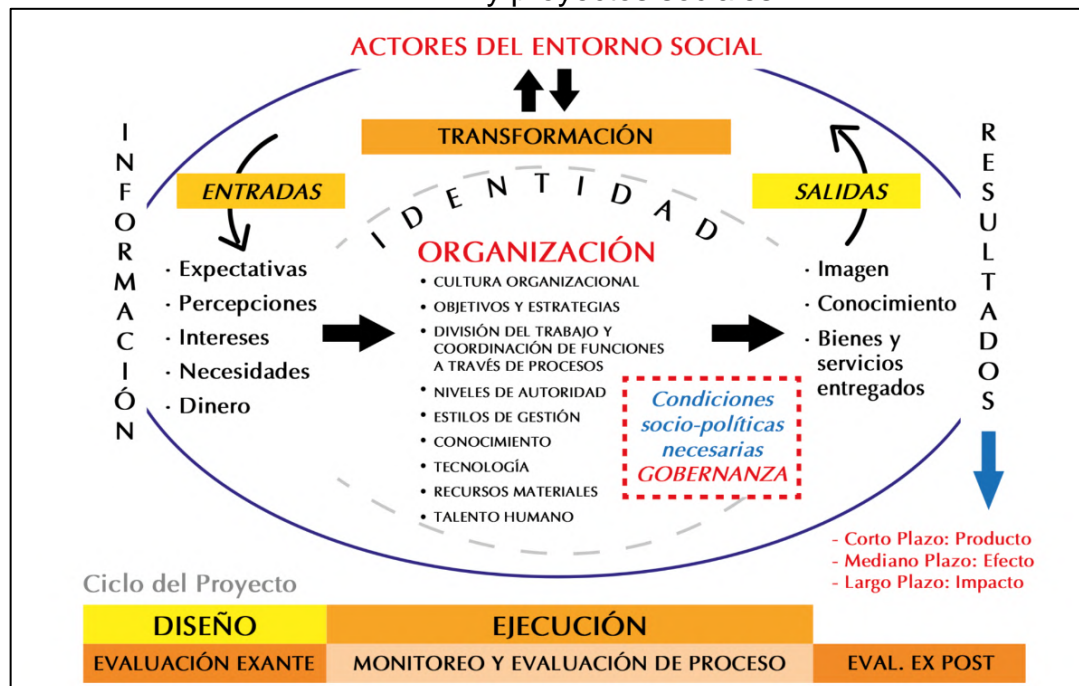 y proyectos sociales
ACTORES DEL ENTORNO SOCIAL
TRANSFORMACIÓN
INFORMACIÓN
ENTRADAS
· Expectativas
· Percepciones
· Intereses
· Necesidades
· Dinero
IDENTIDAD
ORGANIZACIÓN
• CULTURA ORGANIZACIONAL
• OBJETIVOS Y ESTRATEGIAS
• DIVISIÓN DEL TRABAJO Y
COORDINACIÓN DE FUNCIONES
A TRAVÉS DE PROCESOS
• NIVELES DE AUTORIDAD
• ESTILOS DE GESTIÓN
• CONOCIMIENTO
• TECNOLOGÍA
• RECURSOS MATERIALES
• TALENTO HUMANO
Condiciones
socio-políticas
necesarias
GOBERNANZA
SALIDAS
· Imagen
· Conocimiento
· Bienes y
servicios
entregados
RESULTADOS
- Corto Plazo: Producto
- Mediano Plazo: Efecto
- Largo Plazo: Impacto
Ciclo del Proyecto
DISEÑO
EJECUCIÓN
EVALUACIÓN EXANTE
MONITOREO Y EVALUACIÓN DE PROCESO
EVAL. EX POST